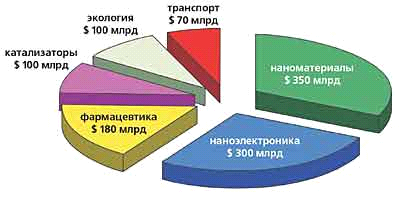 транспорт
$ 70 млрд
экология
$ 100 млрд
катализаторы
$ 100 млрд
наноматериалы
$ 350 млрд
фармацевтика
$ 180 млрд
наноэлектроника
$ 300 млрд